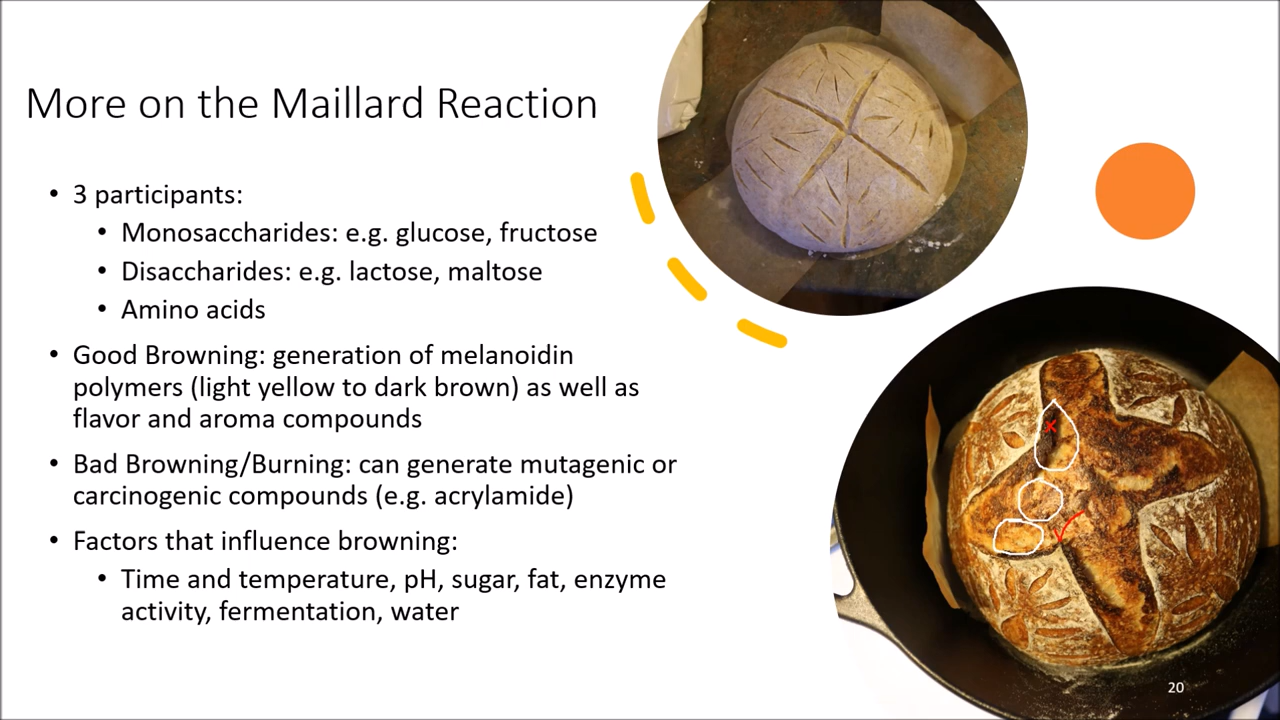 More on the Maillard Reaction
• 3 participants:
• Monosaccharides: e.g. glucose, fructose
• Disaccharides: e.g. lactose, maltose
• Amino acids
• Good Browning: generation of melanoidin
polymers (light yellow to dark brown) as well as
flavor and aroma compounds
• Bad Browning/Burning: can generate mutagenic or
carcinogenic compounds (e.g. acrylamide)
• Factors that influence browning:
• Time and temperature, pH, sugar, fat, enzyme
activity, fermentation, water
20